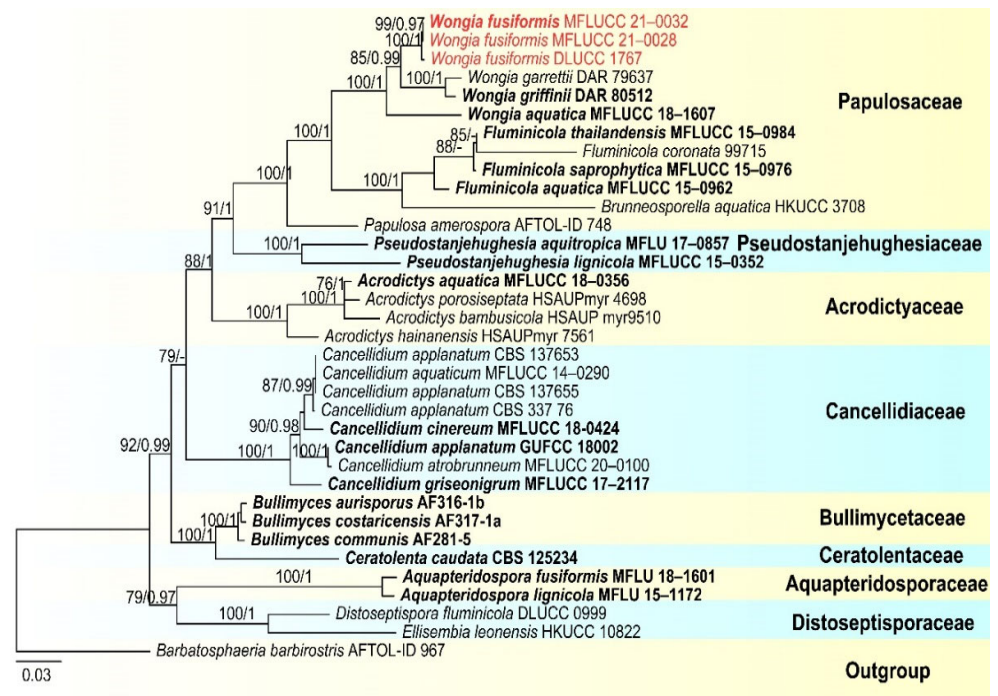 99/0.97 Wongia fusiformis MFLUCC 21–0032
100/1 Wongia fusiformis MFLUCC 21–0028
85/0.99 Wongia fusiformis DLUCC 1767
100/1 100/1 Wongia garrettii DAR 79637
Wongia griffinii DAR 80512 Papulosaceae
Wongia aquatica MFLUCC 18–1607
100/1 85/- Fluminicola thailandensis MFLUCC 15–0984
88/- Fluminicola coronata 99715
100/1 100/1 Fluminicola saprophytica MFLUCC 15–0976
Fluminicola aquatica MFLUCC 15–0962
91/1 Brunneosporella aquatica HKUCC 3708
Papulosa amerospora AFTOL-ID 748
100/1 Pseudostanjehughesia aquitropica MFLU 17–0857 Pseudostanjehughesiaceae
88/1 Pseudostanjehughesia lignicola MFLUCC 15–0352
76/1 Acrodictys aquatica MFLUCC 18–0356
100/1 Acrodictys porosiseptata HSAUPmyr 4698
100/1 Acrodictys bambusicola HSAUP myr9510 Acrodictyaceae
Acrodictys hainanensis HSAUPmyr 7561
79/- Cancellidium applanatum CBS 137653
Cancellidium aquaticum MFLUCC 14–0290
87/0.99 Cancellidium applanatum CBS 137655
Cancellidium applanatum CBS 337 76 Cancellidiaceae
90/0.98 Cancellidium cinereum MFLUCC 18-0424
92/0.99 100/1 Cancellidium applanatum GUFCC 18002
100/1 Cancellidium atrobrunneum MFLUCC 20–0100
Cancellidium griseonigrum MFLUCC 17–2117
Bullimyces aurisporus AF316-1b
100/1 Bullimyces costaricensis AF317-1a Bullimycetaceae
100/1 Bullimyces communis AF281-5
Ceratolenta caudata CBS 125234 Ceratolentaceae
100/1 Aquapteridospora fusiformis MFLU 18–1601 Aquapteridosporaceae
79/0.97 Aquapteridospora lignicola MFLU 15–1172
100/1 Distoseptispora fluminicola DLUCC 0999 Distoseptisporaceae
Ellisembia leonensis HKUCC 10822
Barbatosphaeria barbirostris AFTOL-ID 967
0.03 Outgroup